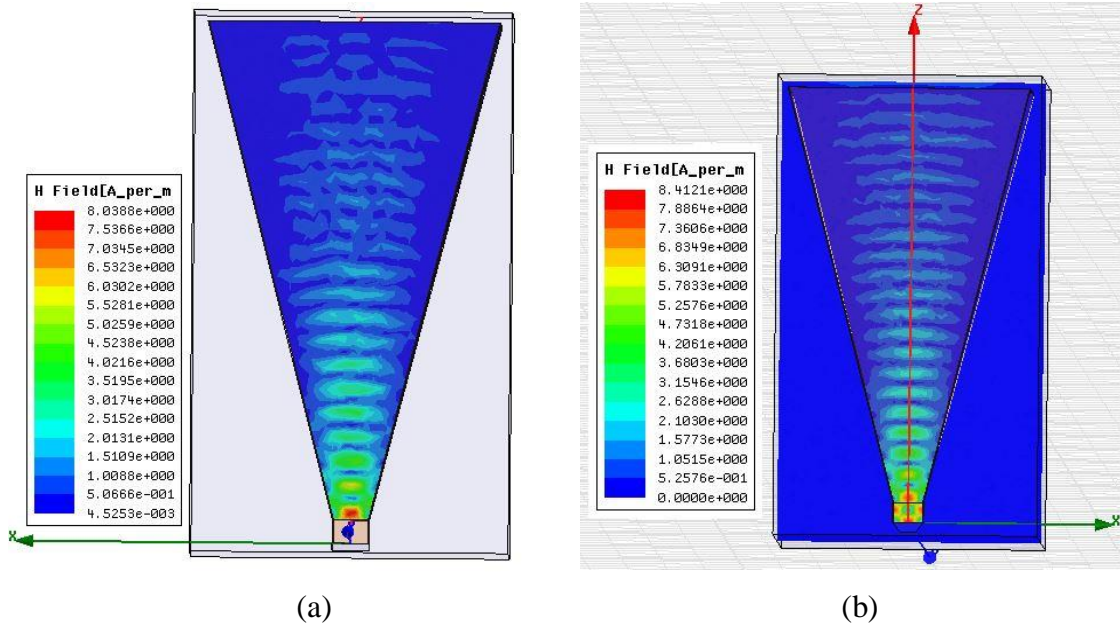 H Field[A_per_m
8.0388e+000
7.5366e+000
7.0345e+000
6.5323e+000
6.0302e+000
5.5281e+000
5.0259e+000
4.5238e+000
4.0216e+000
3.5195e+000
3.0174e+000
2.5152e+000
2.0131e+000
1.5109e+000
1.0088e+000
5.0666e-001
4.5253e-003
X
(a)
Z
H Field[A_per_m
8.4121e+000
7.8864e+000
7.3606e+000
6.8349e+000
6.3091e+000
5.7833e+000
5.2576e+000
4.7318e+000
4.2061e+000
3.6803e+000
3.1546e+000
2.6288e+000
2.1030e+000
1.5773e+000
1.0515e+000
5.2576e-001
0.0000e+000
X
(b)